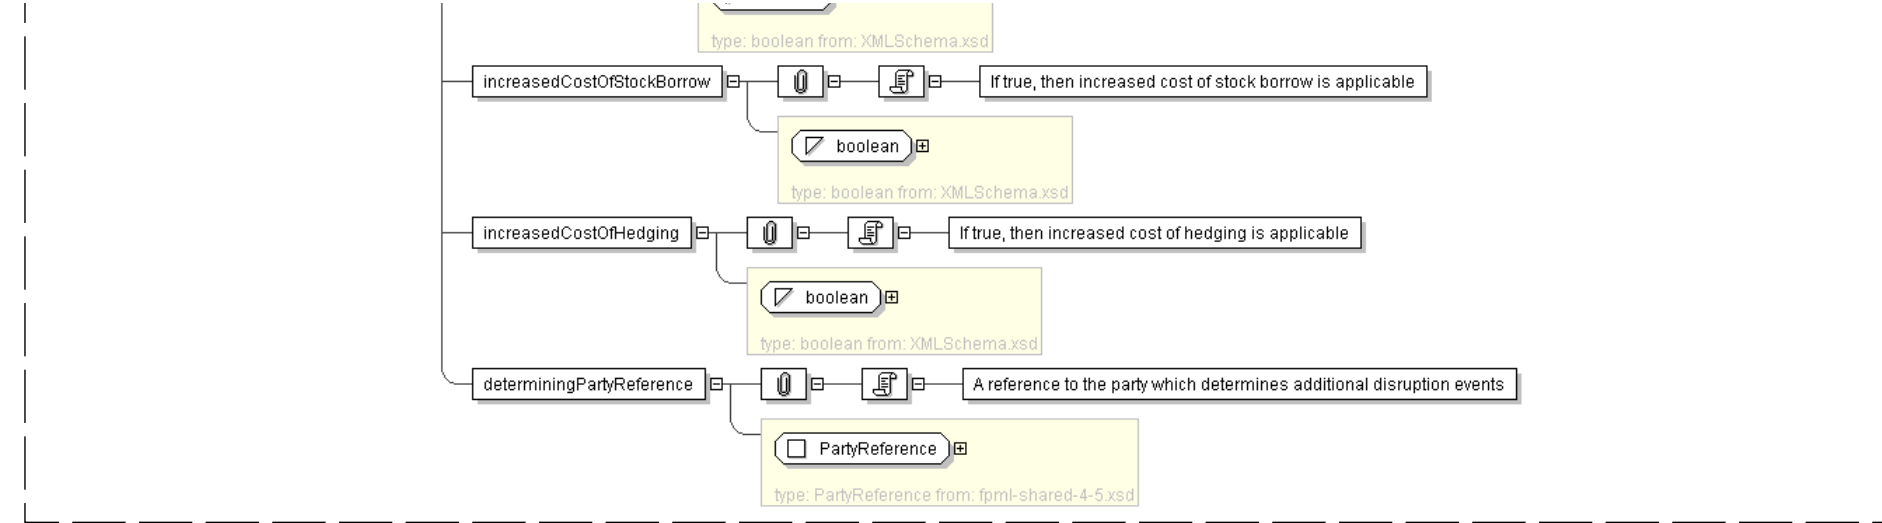 type: boolean from: XMLSchema.xsd
increasedCostOfStockBorrow If true, then increased cost of stock borrow is applicable
boolean
type: boolean from: XMLSchema.xsd
increasedCostOfHedging If true, then increased cost of hedging is applicable
boolean
type: boolean from: XMLSchema.xsd
determiningPartyReference A reference to the party which determines additional disruption events
PartyReference
type: PartyReference from: fpml-shared-4-5.xsd